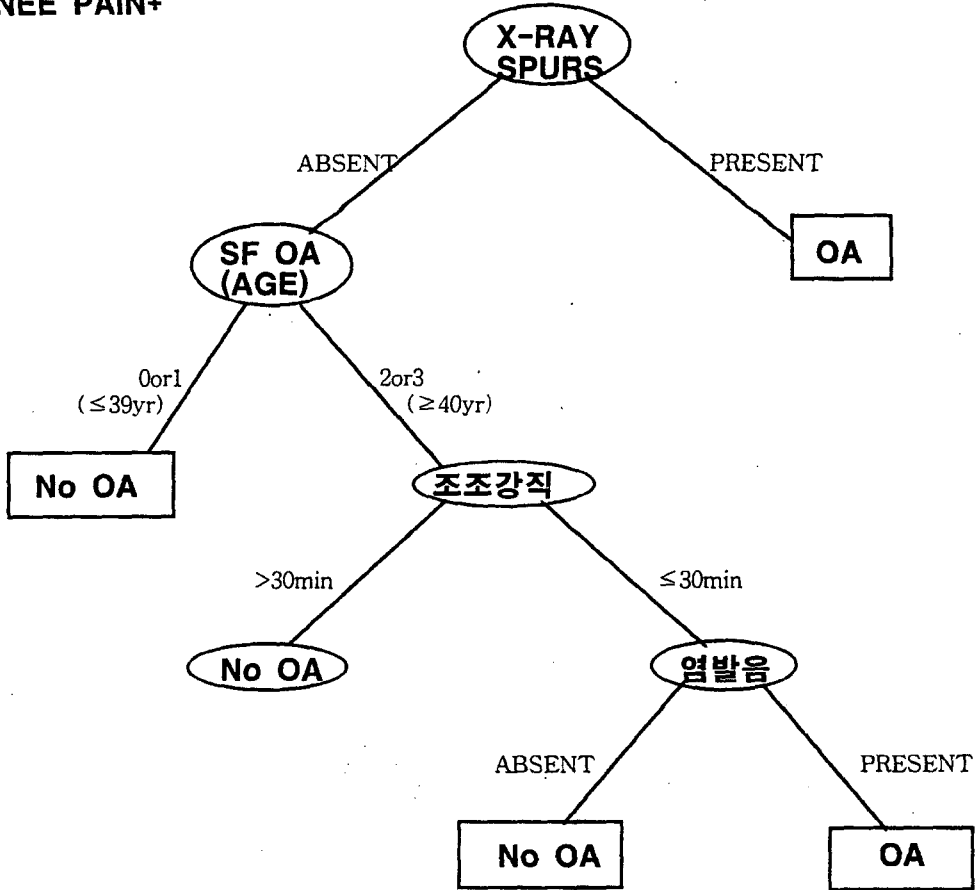 NEE PAIN+
X-RAY
SPURS
ABSENT
PRESENT
SF OA
(AGE)
OA
0or1
(≤39yr)
2or3
(≥40yr)
No OA
조조강직
>30min
≤30min
No OA
염발음
ABSENT
PRESENT
No OA
OA